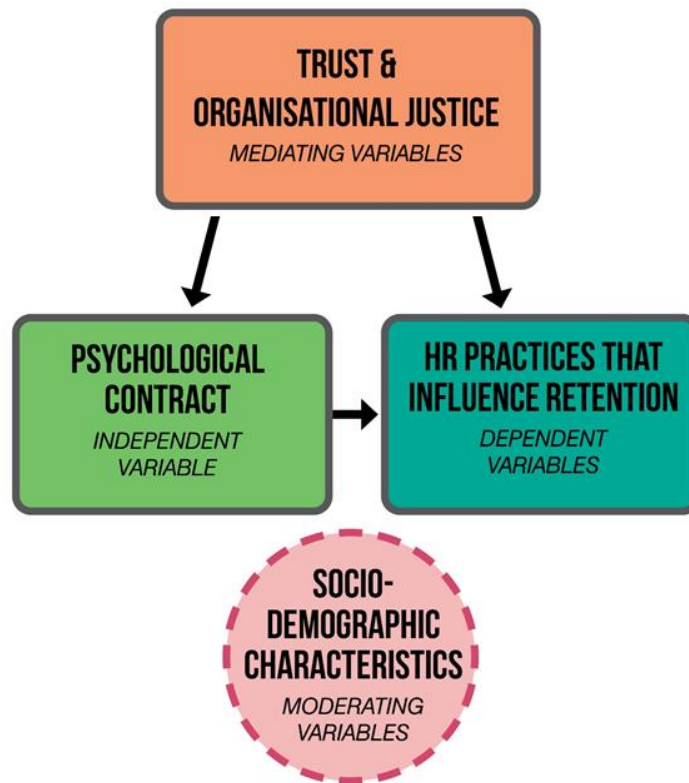 TRUST &
ORGANISATIONAL JUSTICE
MEDIATING VARIABLES
PSYCHOLOGICAL
CONTRACT
INDEPENDENT
VARIABLE
HR PRACTICES THAT
INFLUENCE RETENTION
DEPENDENT
VARIABLES
SOCIO-
DEMOGRAPHIC
CHARACTERISTICS
MODERATING
VARIABLES